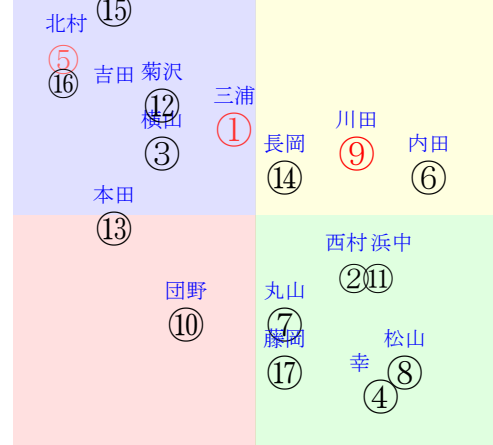 ⑮
北村
⑤
吉田 菊沢
⑯
三浦
⑫
横山
①
川田
長岡
内田
③
⑨
⑭
⑥
本田
⑬
西村 浜中
②⑪
団野
丸山
⑩
⑦
藤岡
松山
幸
⑰
⑧
④